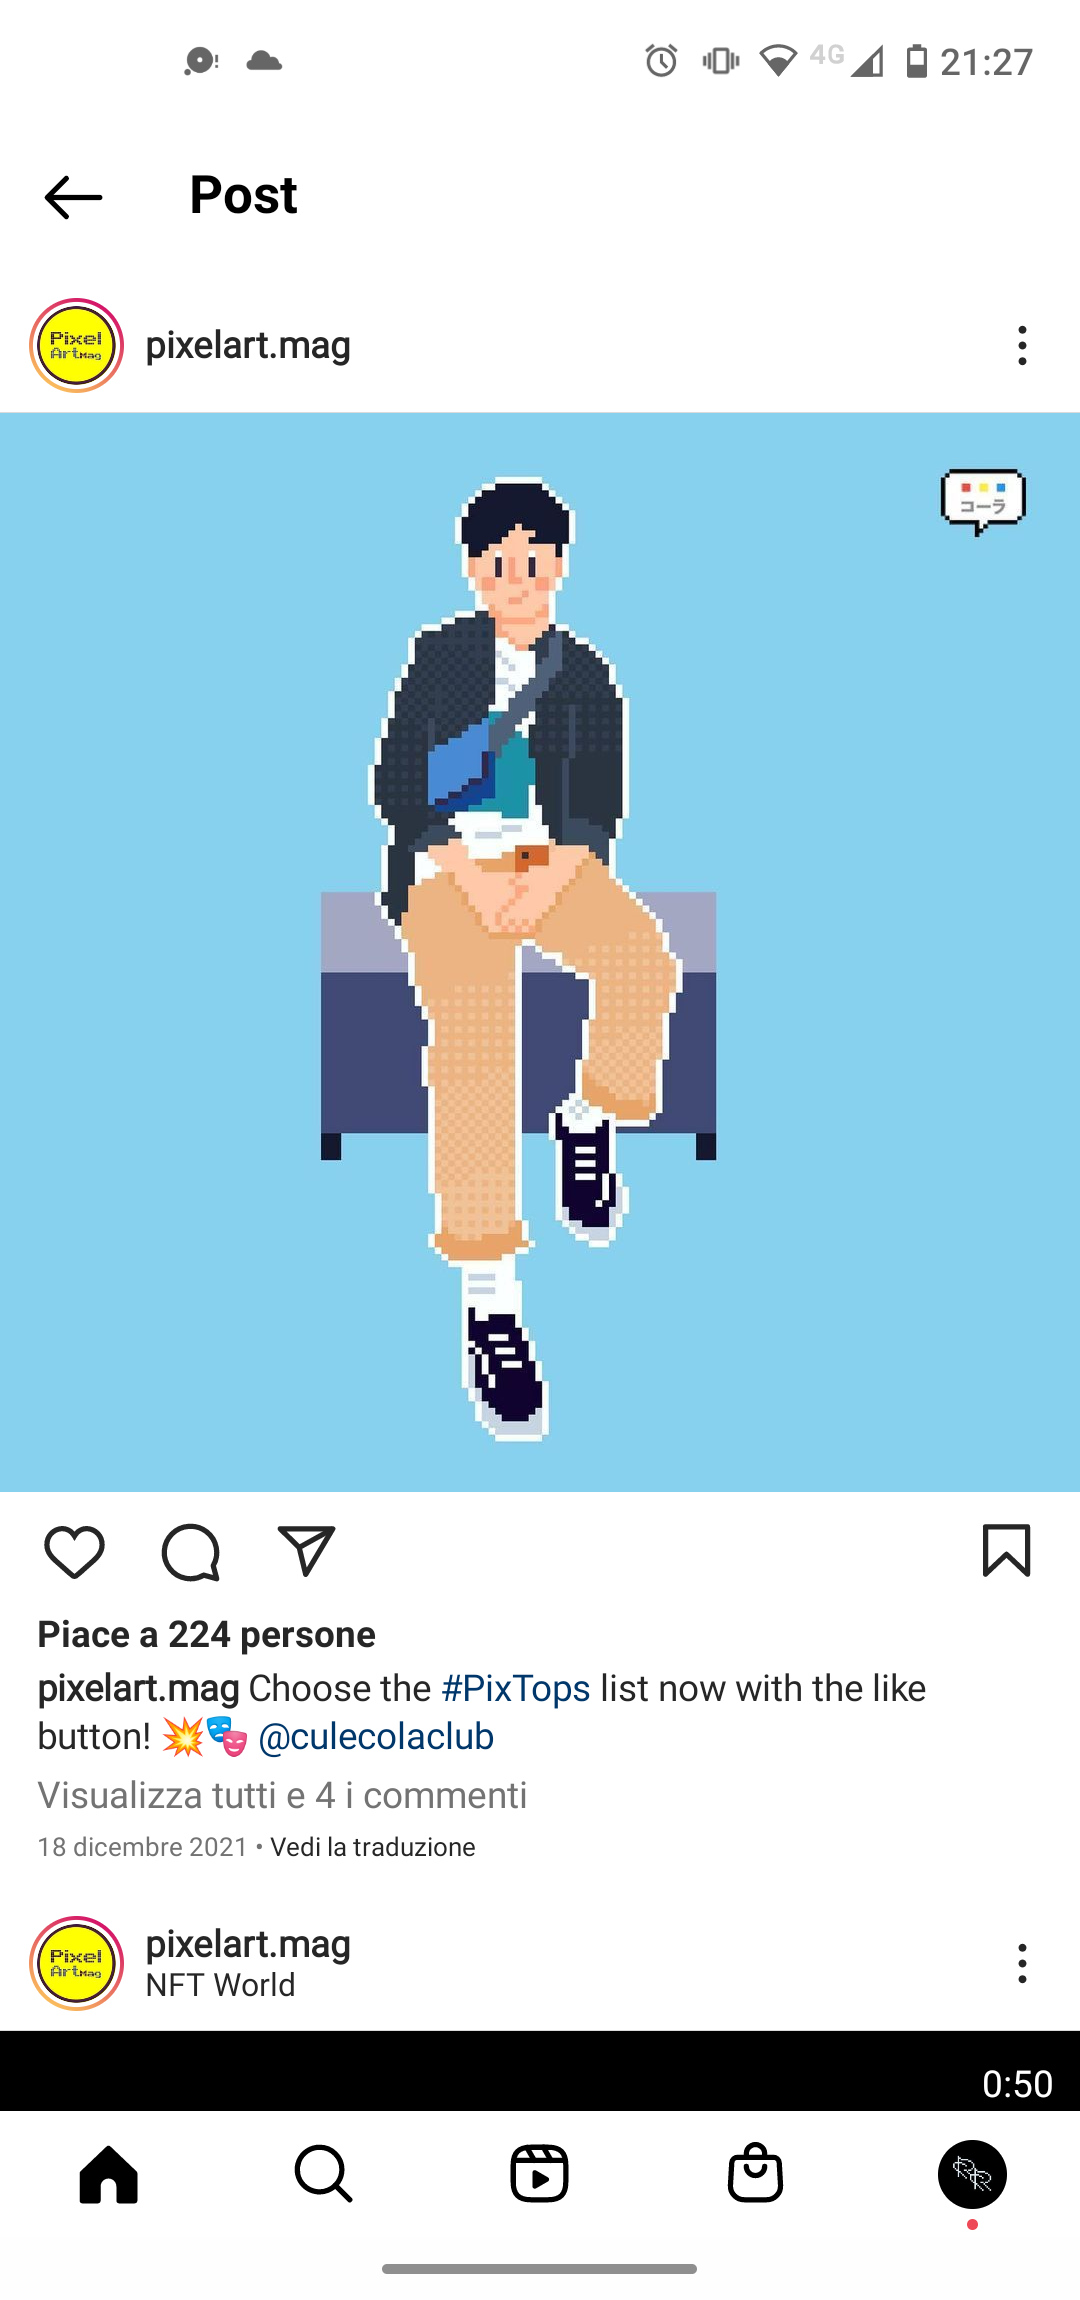 4G 21:27
Post
Pixel
ArtMag
pixelart.mag
コーラ
Piace a 224 persone
pixelart.mag Choose the #PixTops list now with the like
button! 💥🎭 @culecolaclub
Visualizza tutti e 4 i commenti
18 dicembre 2021 • Vedi la traduzione
Pixel
ArtMag
pixelart.mag
NFT World
0:50